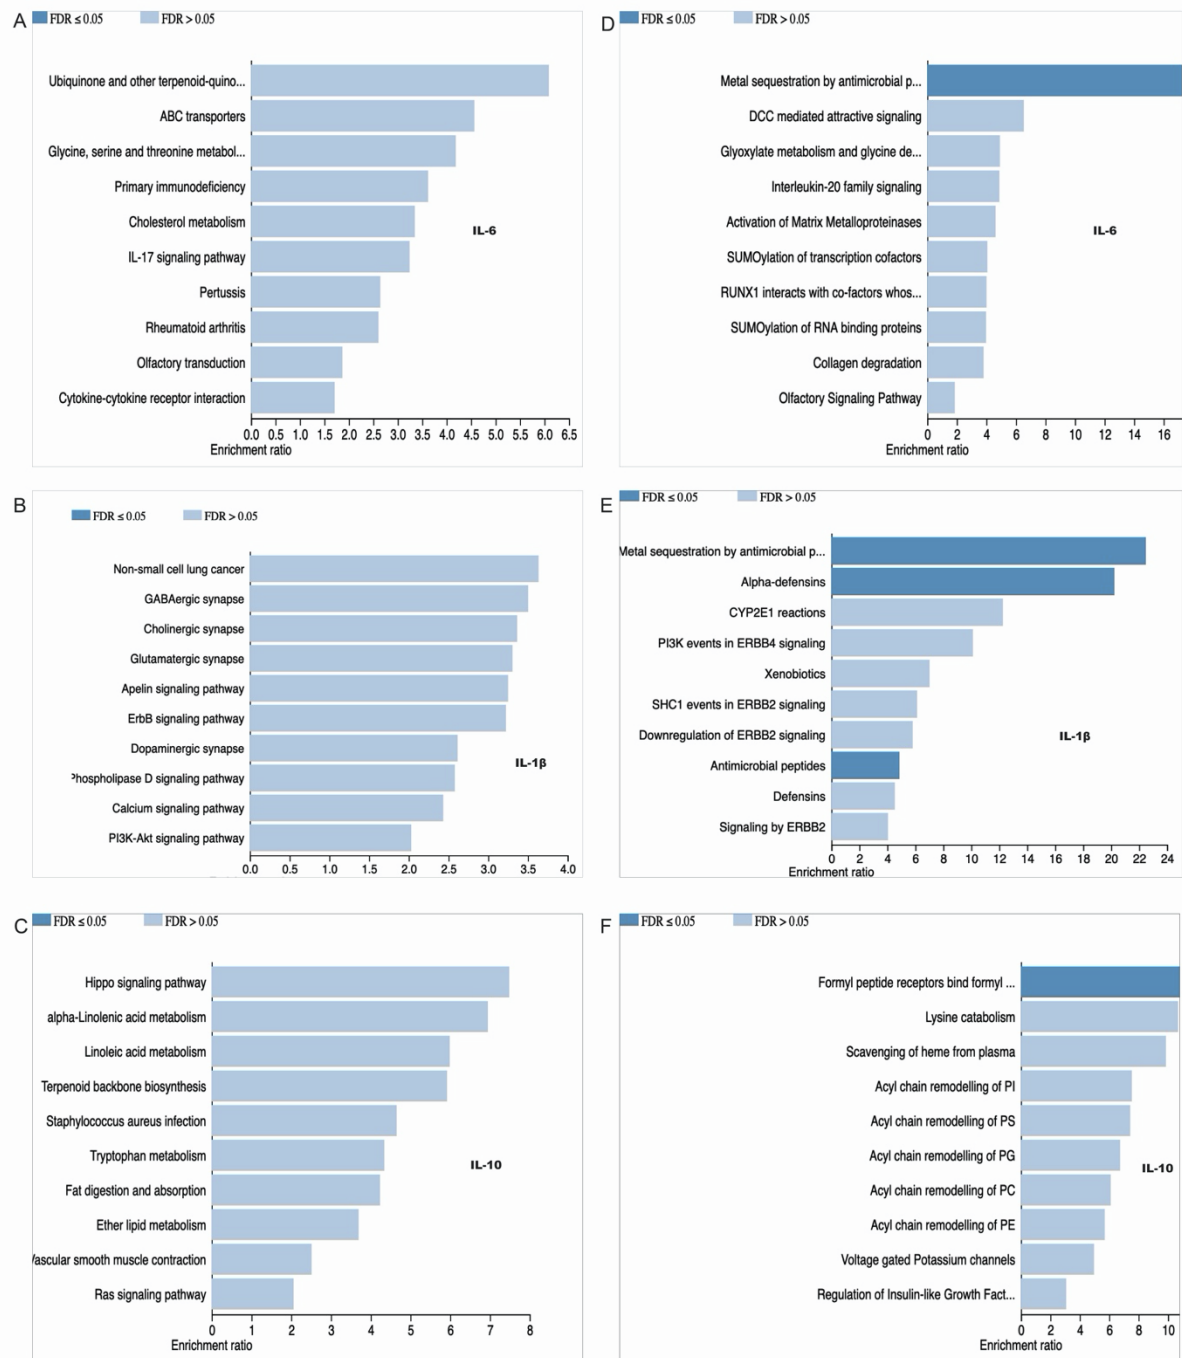 A
FDR ≤ 0.05 FDR > 0.05
Ubiquinone and other terpenoid-quino...
ABC transporters
Glycine, serine and threonine metabol...
Primary immunodeficiency
Cholesterol metabolism
IL-17 signaling pathway
Pertussis
Rheumatoid arthritis
Olfactory transduction
Cytokine-cytokine receptor interaction
IL-6
0.0 0.5 1.0 1.5 2.0 2.5 3.0 3.5 4.0 4.5 5.0 5.5 6.0 6.5
Enrichment ratio
D
FDR ≤ 0.05 FDR > 0.05
Metal sequestration by antimicrobial p...
DCC mediated attractive signaling
Glyoxylate metabolism and glycine de...
Interleukin-20 family signaling
Activation of Matrix Metalloproteinases
SUMOylation of transcription cofactors
RUNX1 interacts with co-factors whos...
SUMOylation of RNA binding proteins
Collagen degradation
Olfactory Signaling Pathway
IL-6
0 2 4 6 8 10 12 14 16
Enrichment ratio
B
FDR ≤ 0.05 FDR > 0.05
Non-small cell lung cancer
GABAergic synapse
Cholinergic synapse
Glutamatergic synapse
Apelin signaling pathway
ErbB signaling pathway
Dopaminergic synapse
Phospholipase D signaling pathway
Calcium signaling pathway
PI3K-Akt signaling pathway
IL-1β
0.0 0.5 1.0 1.5 2.0 2.5 3.0 3.5 4.0
E
FDR ≤ 0.05 FDR > 0.05
Metal sequestration by antimicrobial p...
Alpha-defensins
CYP2E1 reactions
PI3K events in ERBB4 signaling
Xenobiotics
SHC1 events in ERBB2 signaling
Downregulation of ERBB2 signaling
Antimicrobial peptides
Defensins
Signaling by ERBB2
IL-1β
0 2 4 6 8 10 12 14 16 18 20 22 24
Enrichment ratio
C
FDR ≤ 0.05 FDR > 0.05
Hippo signaling pathway
alpha-Linolenic acid metabolism
Linoleic acid metabolism
Terpenoid backbone biosynthesis
Staphylococcus aureus infection
Tryptophan metabolism
Fat digestion and absorption
Ether lipid metabolism
Vascular smooth muscle contraction
Ras signaling pathway
IL-10
0 1 2 3 4 5 6 7 8
Enrichment ratio
F
FDR ≤ 0.05 FDR > 0.05
Formyl peptide receptors bind formyl ...
Lysine catabolism
Scavenging of heme from plasma
Acyl chain remodelling of PI
Acyl chain remodelling of PS
Acyl chain remodelling of PG
Acyl chain remodelling of PC
Acyl chain remodelling of PE
Voltage gated Potassium channels
Regulation of Insulin-like Growth Fact...
IL-10
0 2 4 6 8 10
Enrichment ratio